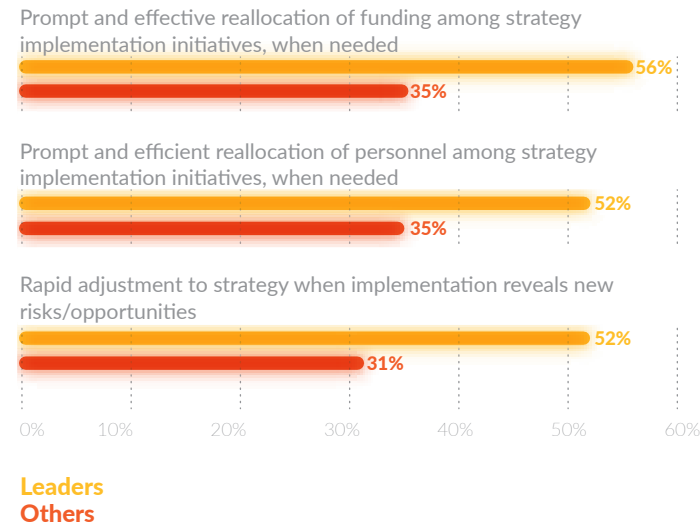 Prompt and effective reallocation of funding among strategy
implementation initiatives, when needed
56%
35%
Prompt and efficient reallocation of personnel among strategy
implementation initiatives, when needed
52%
35%
Rapid adjustment to strategy when implementation reveals new
risks/opportunities
52%
31%
0% 10% 20% 30% 40% 50% 60%
Leaders
Others